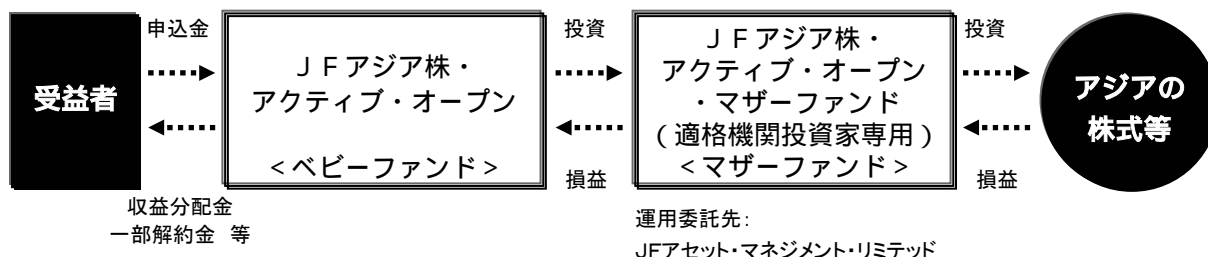 申込金
受益者
収益分配金
一部解約金 等
JFアジア株・
アクティブ・オープン
<ベビーファンド>
投資
損益
JFアジア株・
アクティブ・オープン
・マザーファンド
(適格機関投資家専用)
<マザーファンド>
運用委託先:
JFアセット・マネジメント・リミテッド
投資
損益
アジアの
株式等